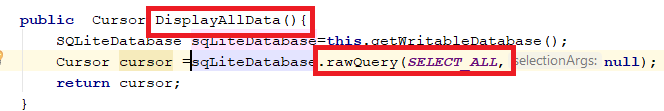 public Cursor DisplayAllData(){
SQLiteDatabase sqLiteDatabase=this.getWritableDatabase();
Cursor cursor =sqLiteDatabase.rawQuery(SELECT_ALL, selectionArgs: null);
return cursor;
}